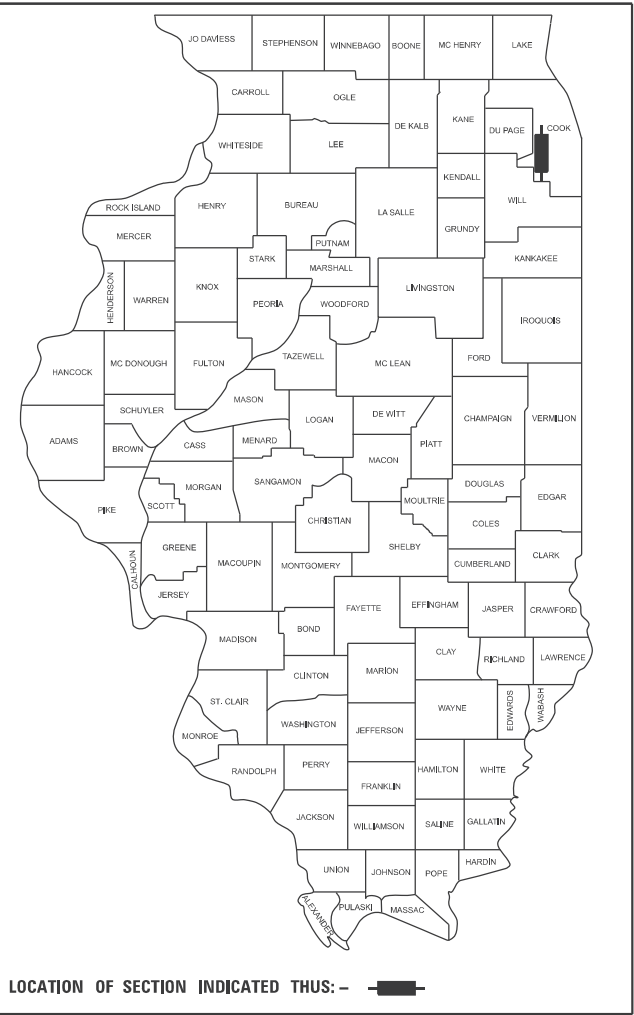 JO DAVIESS STEPHENSON WINNEBAGO BOONE MC HENRY LAKE
CARROLL OGLE DE KALB KANE DU PAGE COOK
WHITESIDE LEE
KENDALL WILL
ROCK ISLAND HENRY BUREAU LA SALLE GRUNDY
MERCER PUTNAM
STARK MARSHALL KANKAKEE
HENDERSON WARREN KNOX PEORIA WOODFORD LIVINGSTON IROQUOIS
HANCOCK MC DONOUGH FULTON TAZEWELL MC LEAN FORD
SCHUYLER MASON LOGAN DE WITT CHAMPAIGN VERMILION
ADAMS BROWN CASS MENARD MACON PIATT
PIKE SCOTT MORGAN SANGAMON CHRISTIAN MOULTRIE DOUGLAS EDGAR
COLES
CALHOUN GREENE MACOUPIN MONTGOMERY SHELBY CUMBERLAND CLARK
JERSEY FAYETTE EFFINGHAM JASPER CRAWFORD
MADISON BOND
CLAY RICHLAND LAWRENCE
CLINTON MARION
ST. CLAIR WAYNE EDWARDS WABASH
MONROE WASHINGTON JEFFERSON
RANDOLPH PERRY HAMILTON WHITE
FRANKLIN
JACKSON WILLIAMSON SALINE GALLATIN
UNION JOHNSON POPE HARDIN
ALEXANDER PULASKI MASSAC
LOCATION OF SECTION INDICATED THUS: –